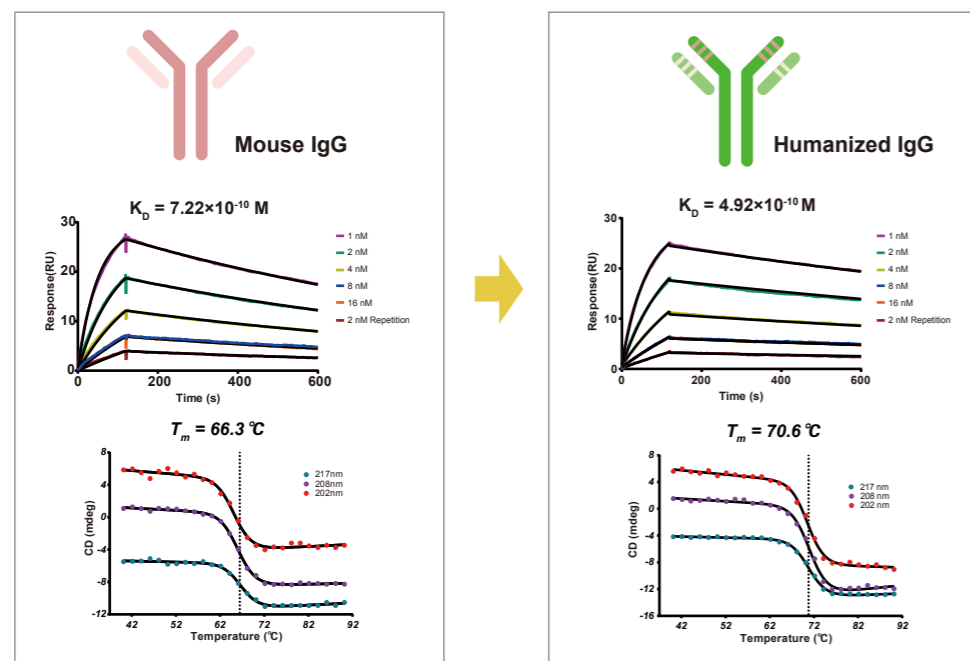 Mouse IgG
K_D = 7.22×10⁻¹⁰ M
30
20
10
0
Response(RU)
0 200 400 600
Time (s)
1 nM
2 nM
4 nM
8 nM
16 nM
2 nM Repetition
T_m = 66.3 ℃
8
4
0
-4
-8
-12
CD (mdeg)
42 52 62 72 82 92
Temperature (℃)
217nm
208nm
202nm
Humanized IgG
K_D = 4.92×10⁻¹⁰ M
30
20
10
0
Response(RU)
0 200 400 600
Time (s)
1 nM
2 nM
4 nM
8 nM
16 nM
2 nM Repetition
T_m = 70.6 ℃
8
4
0
-4
-8
-12
-16
CD (mdeg)
42 52 62 72 82 92
Temperature (℃)
217 nm
208 nm
202 nm